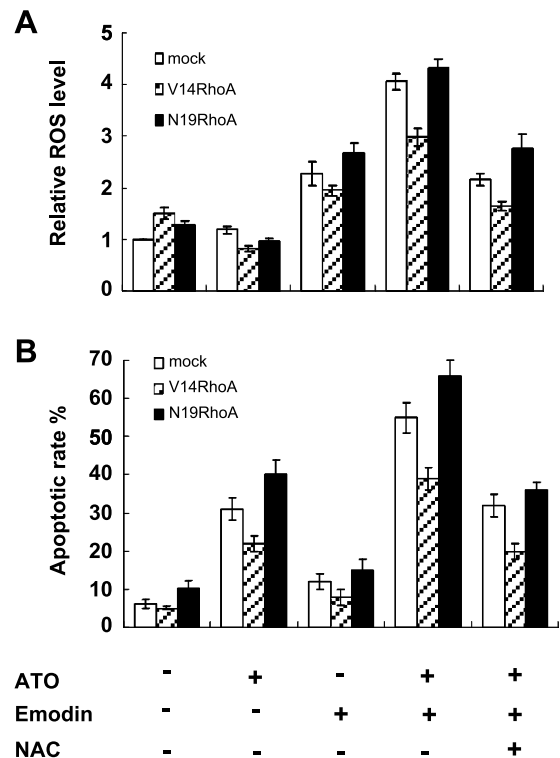 A
5
4
3
2
1
0
Relative ROS level
mock
V14RhoA
N19RhoA
B
70
60
50
40
30
20
10
0
Apoptotic rate %
mock
V14RhoA
N19RhoA
ATO - + - + +
Emodin - - + + +
NAC - - - - +